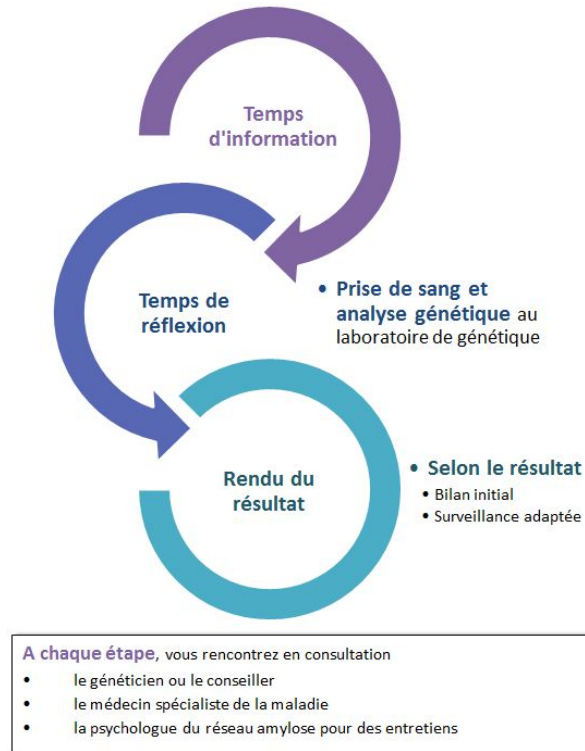 Temps
d'information
Temps de
réflexion
• Prise de sang et
analyse génétique au
laboratoire de génétique
Rendu du
résultat
• Selon le résultat
• Bilan initial
• Surveillance adaptée
A chaque étape, vous rencontrez en consultation
• le généticien ou le conseiller
• le médecin spécialiste de la maladie
• la psychologue du réseau amylose pour des entretiens